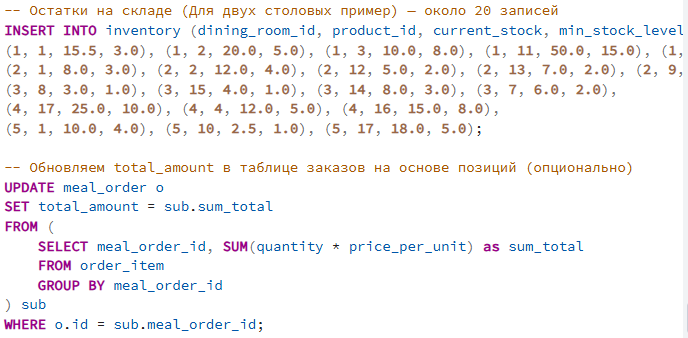 -- Остатки на складе (Для двух столовых пример) — около 20 записей
INSERT INTO inventory (dining_room_id, product_id, current_stock, min_stock_level
(1, 1, 15.5, 3.0), (1, 2, 20.0, 5.0), (1, 3, 10.0, 8.0), (1, 11, 50.0, 15.0), (1,
(2, 1, 8.0, 3.0), (2, 2, 12.0, 4.0), (2, 12, 5.0, 2.0), (2, 13, 7.0, 2.0), (2, 9,
(3, 8, 3.0, 1.0), (3, 15, 4.0, 1.0), (3, 14, 8.0, 3.0), (3, 7, 6.0, 2.0),
(4, 17, 25.0, 10.0), (4, 4, 12.0, 5.0), (4, 16, 15.0, 8.0),
(5, 1, 10.0, 4.0), (5, 10, 2.5, 1.0), (5, 17, 18.0, 5.0);
-- Обновляем total_amount в таблице заказов на основе позиций (опционально)
UPDATE meal_order o
SET total_amount = sub.sum_total
FROM (
SELECT meal_order_id, SUM(quantity * price_per_unit) as sum_total
FROM order_item
GROUP BY meal_order_id
) sub
WHERE o.id = sub.meal_order_id;